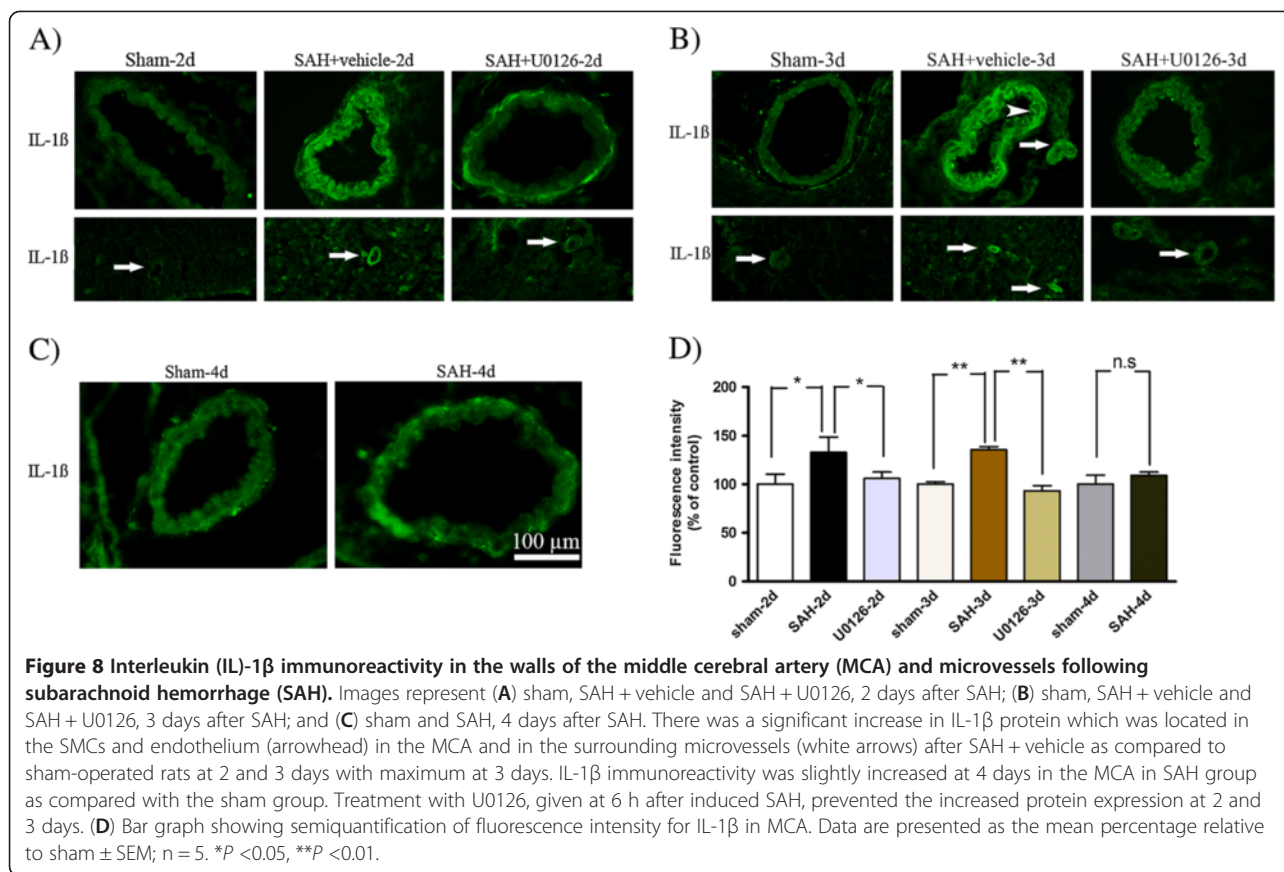 A)
Sham-2d SAH+vehicle-2d SAH+U0126-2d
IL-1ß
IL-1ß
B)
Sham-3d SAH+vehicle-3d SAH+U0126-3d
IL-1ß
IL-1ß
C)
Sham-4d SAH-4d
IL-1ß
100 µm
D)
* * ** ** n.s
Fluorescence intensity
(% of control)
200
150
100
50
0
sham-2d SAH-2d U0126-2d sham-3d SAH-3d U0126-3d sham-4d SAH-4d
Figure 8 Interleukin (IL)-1β immunoreactivity in the walls of the middle cerebral artery (MCA) and microvessels following
subarachnoid hemorrhage (SAH). Images represent (A) sham, SAH + vehicle and SAH + U0126, 2 days after SAH; (B) sham, SAH + vehicle and
SAH + U0126, 3 days after SAH; and (C) sham and SAH, 4 days after SAH. There was a significant increase in IL-1β protein which was located in
the SMCs and endothelium (arrowhead) in the MCA and in the surrounding microvessels (white arrows) after SAH + vehicle as compared to
sham-operated rats at 2 and 3 days with maximum at 3 days. IL-1β immunoreactivity was slightly increased at 4 days in the MCA in SAH group
as compared with the sham group. Treatment with U0126, given at 6 h after induced SAH, prevented the increased protein expression at 2 and
3 days. (D) Bar graph showing semiquantification of fluorescence intensity for IL-1β in MCA. Data are presented as the mean percentage relative
to sham ± SEM; n = 5. *P <0.05, **P <0.01.